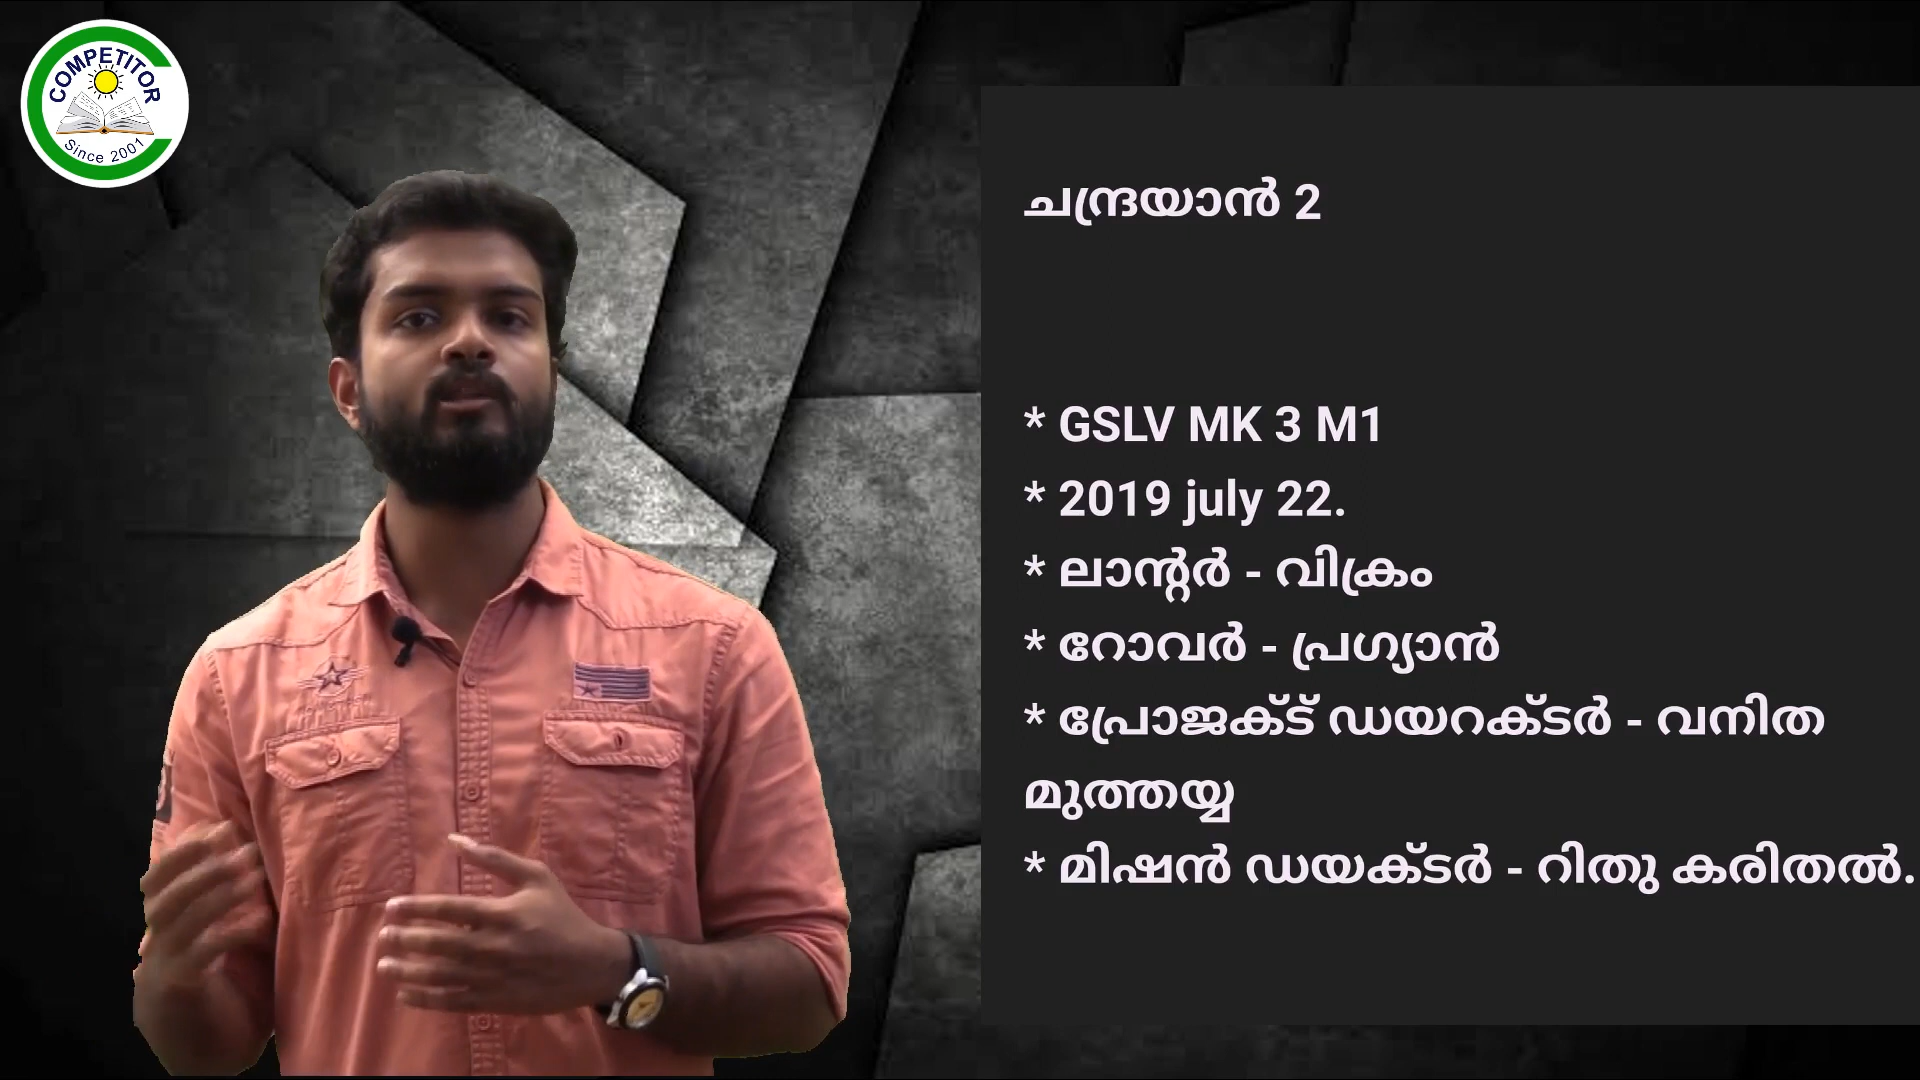 COMPETITOR
Since 2001
ചന്ദ്രയാൻ 2
* GSLV MK 3 M1
* 2019 july 22.
* ലാന്റർ - വിക്രം
* റോവർ - പ്രഗ്യാൻ
* പ്രോജക്ട് ഡയറക്ടർ - വനിത
മുത്തയ്യ
* മിഷൻ ഡയക്ടർ - റിതു കരിതൽ.